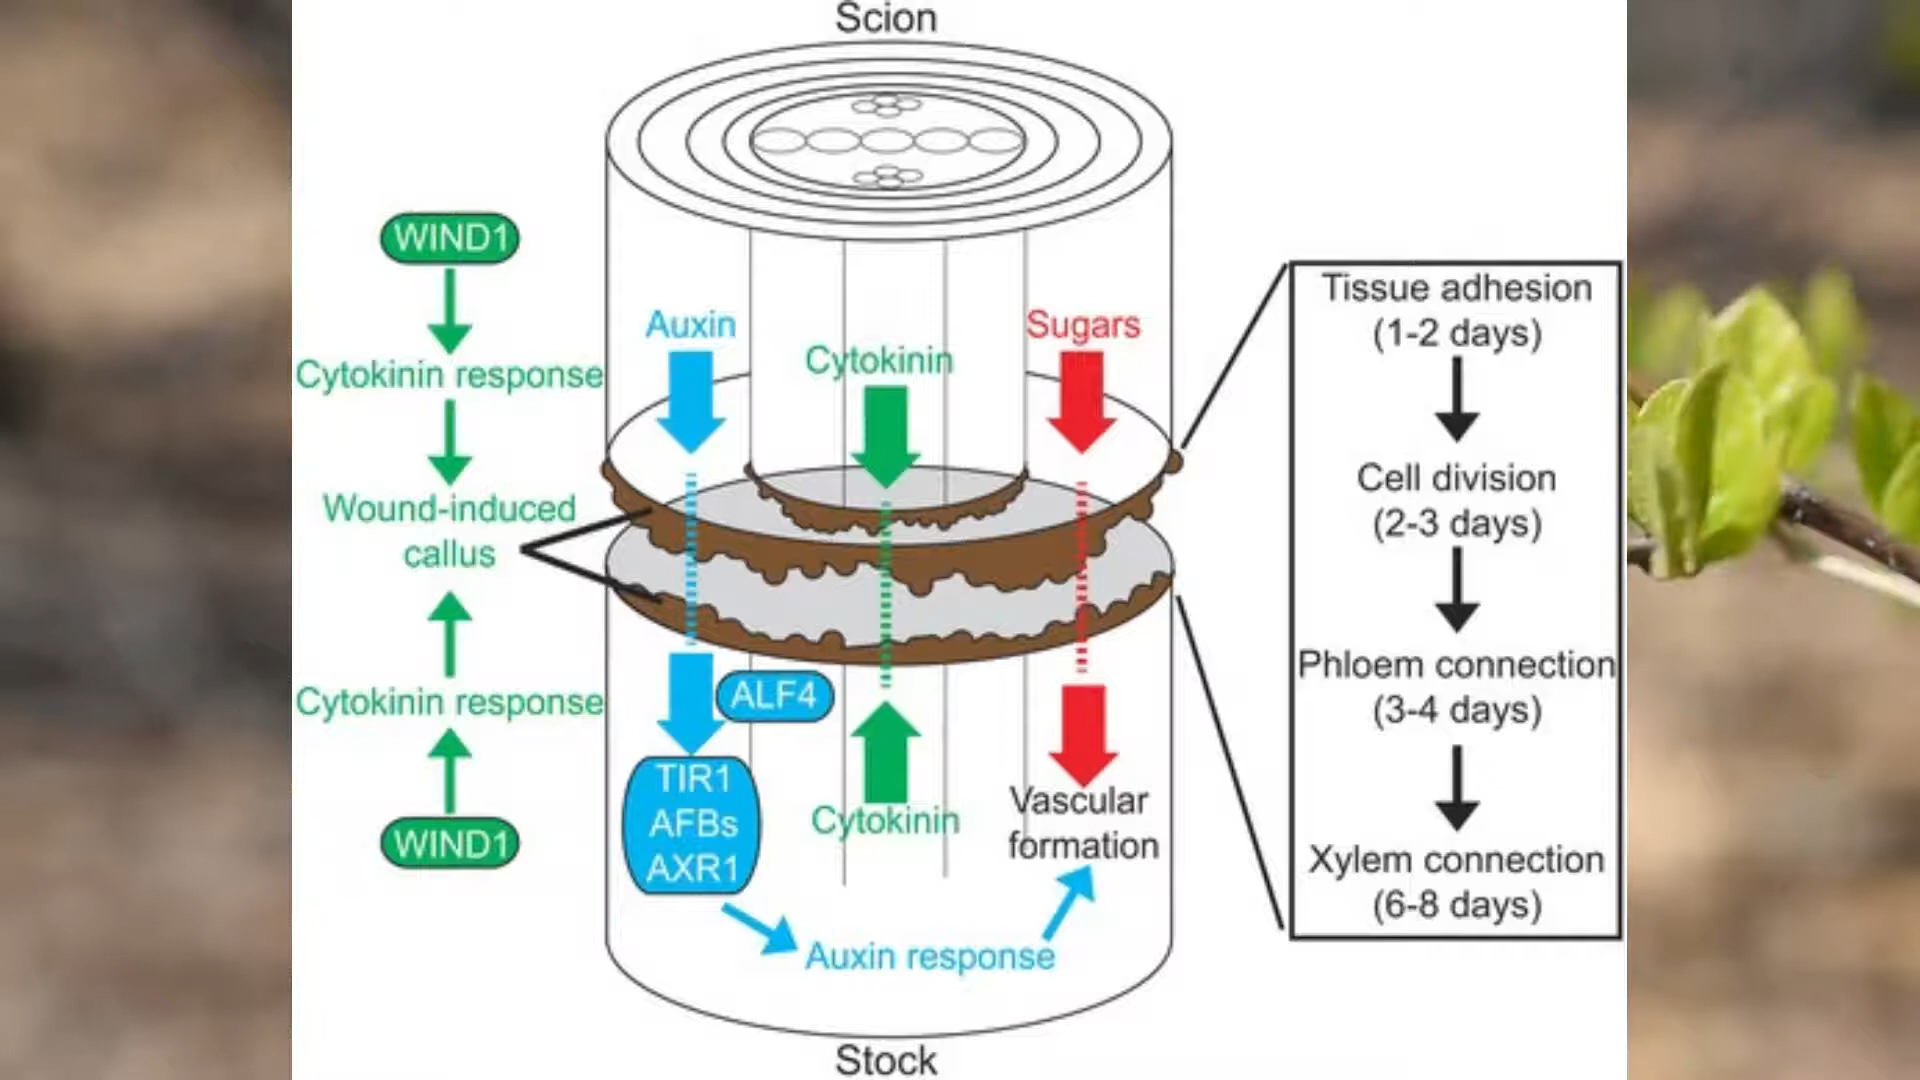 Scion
WIND1
Cytokinin response
Wound-induced
callus
Cytokinin response
WIND1
Auxin
Cytokinin
Sugars
ALF4
TIR1
AFBs
AXR1
Cytokinin
Vascular
formation
Auxin response
Stock
Tissue adhesion
(1-2 days)
Cell division
(2-3 days)
Phloem connection
(3-4 days)
Xylem connection
(6-8 days)